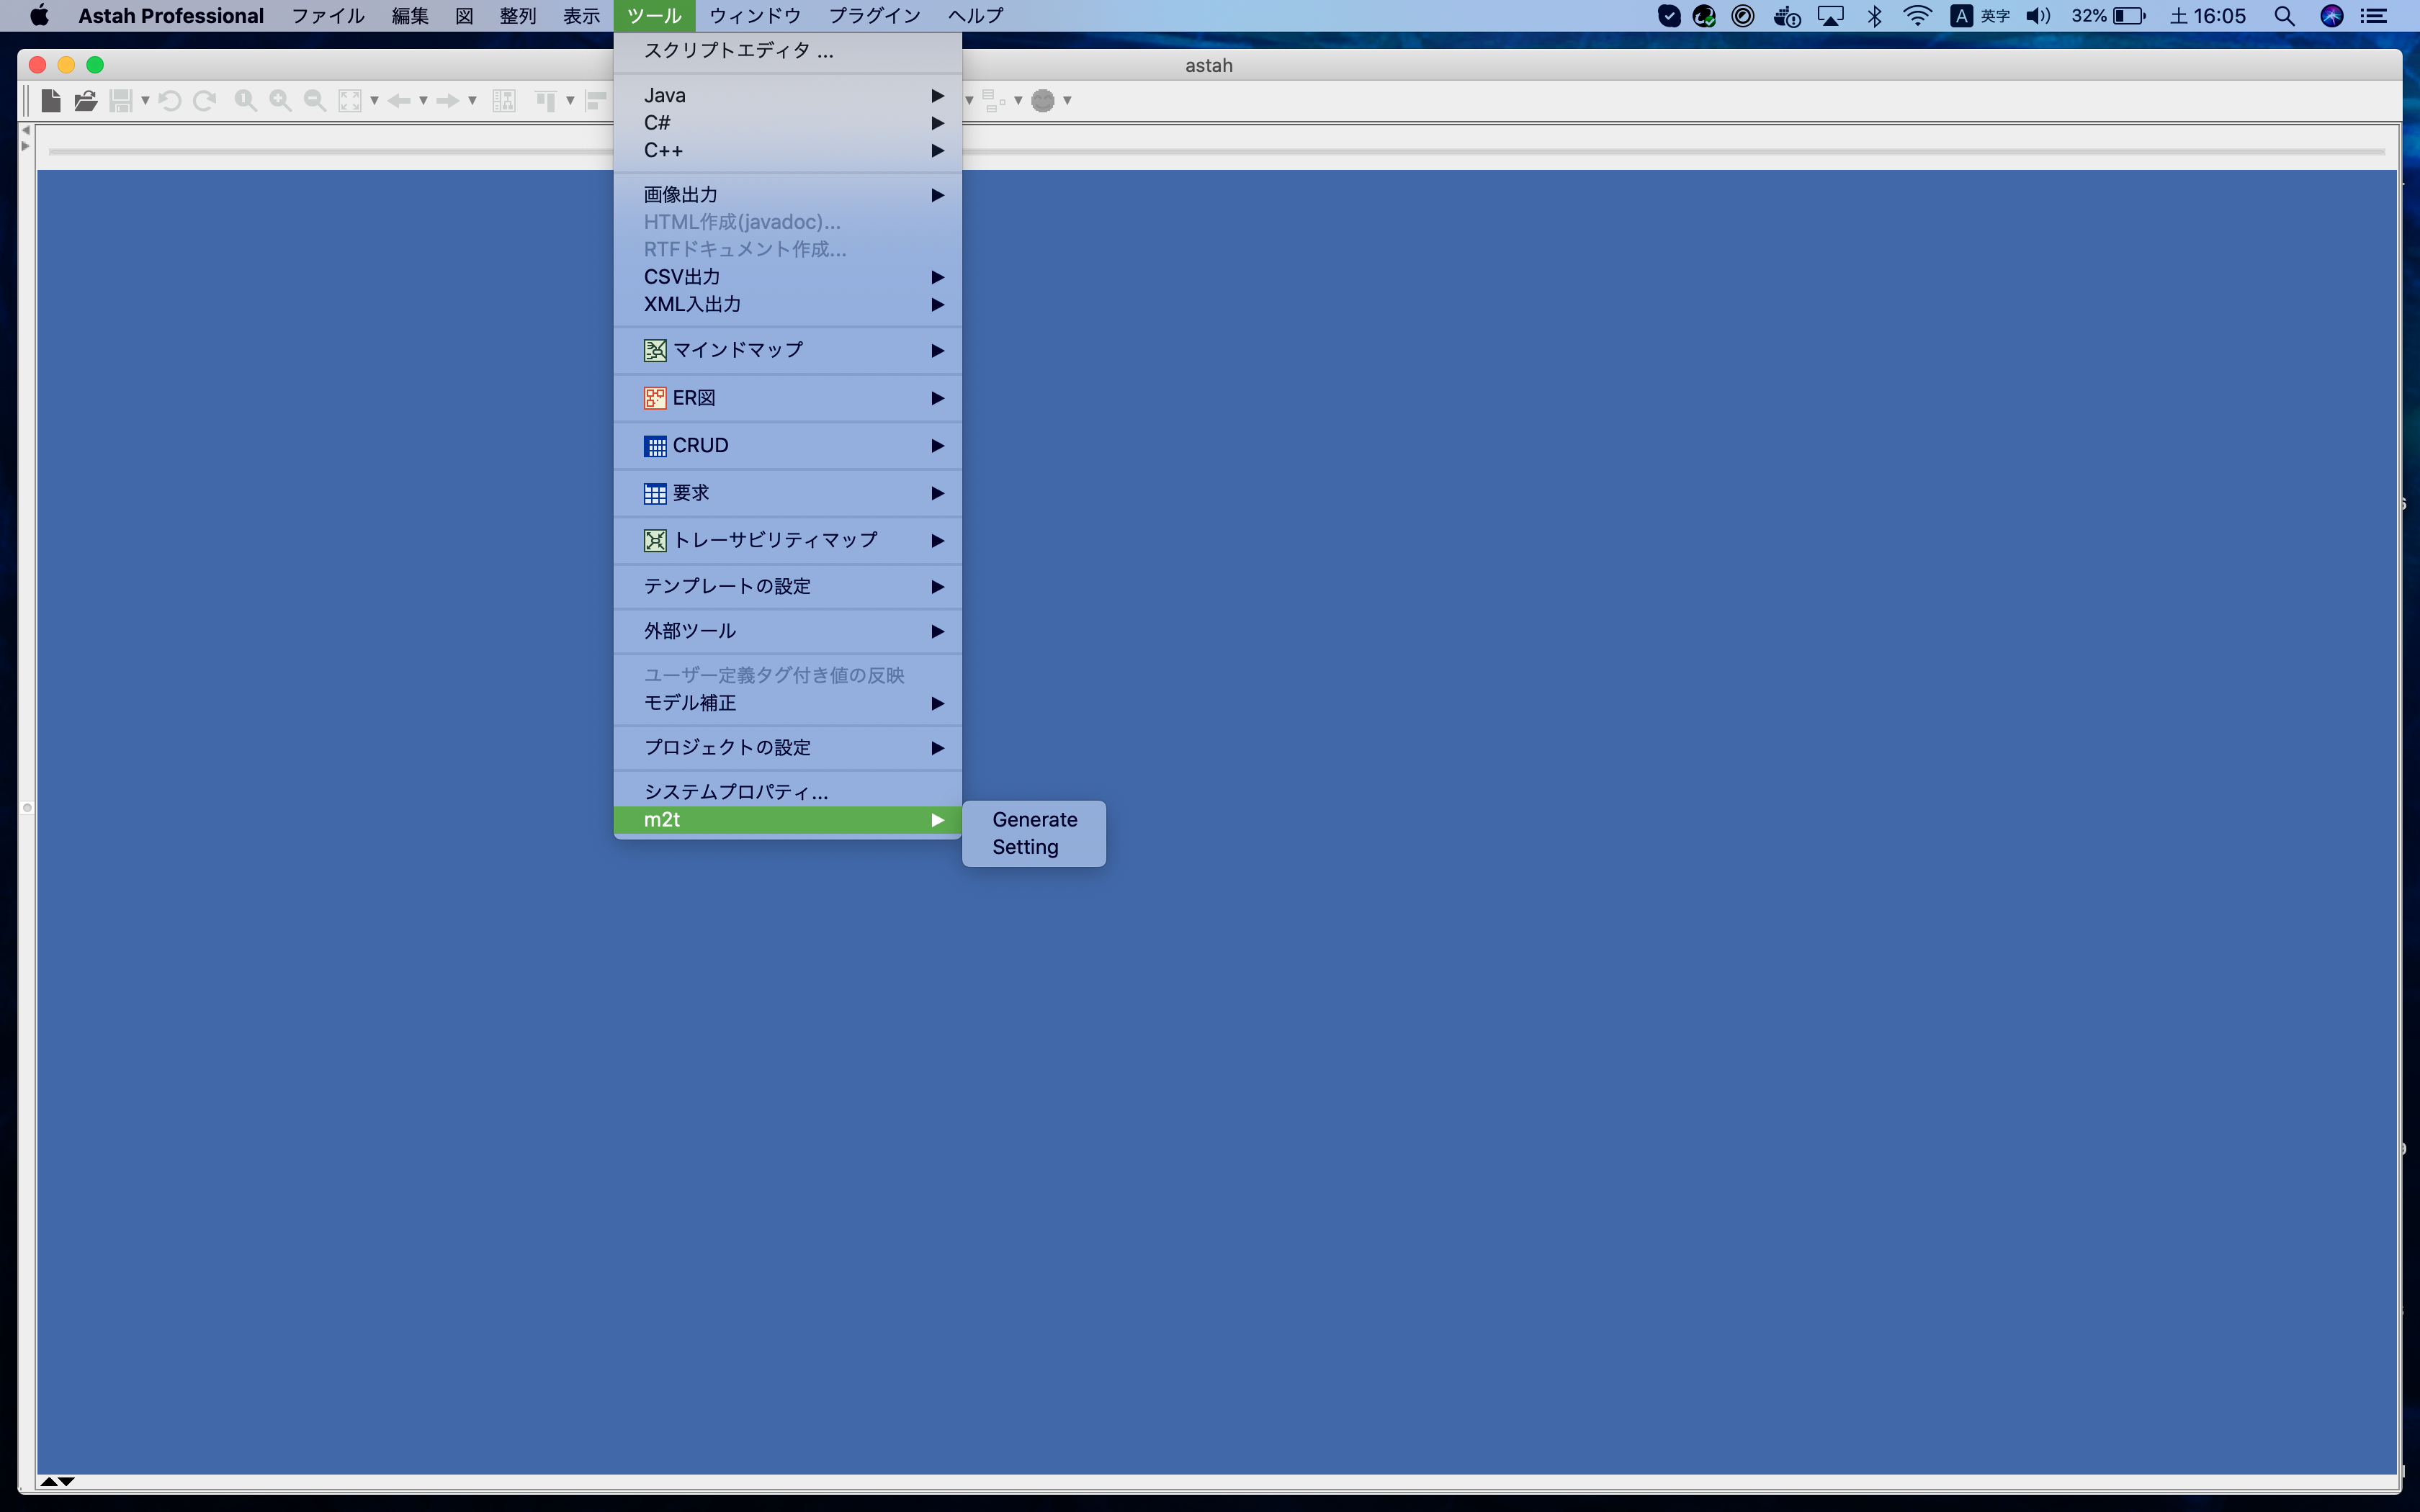 Astah Professional ファイル 編集 図 整列 表示 ツール ウィンドウ プラグイン ヘルプ A 英字 32% 土 16:05
astah
スクリプトエディタ ...
Java
C#
C++
画像出力
HTML作成(javadoc)...
RTFドキュメント作成...
CSV出力
XML入出力
マインドマップ
ER図
CRUD
要求
トレーサビリティマップ
テンプレートの設定
外部ツール
ユーザー定義タグ付き値の反映
モデル補正
プロジェクトの設定
システムプロパティ...
m2t
Generate
Setting